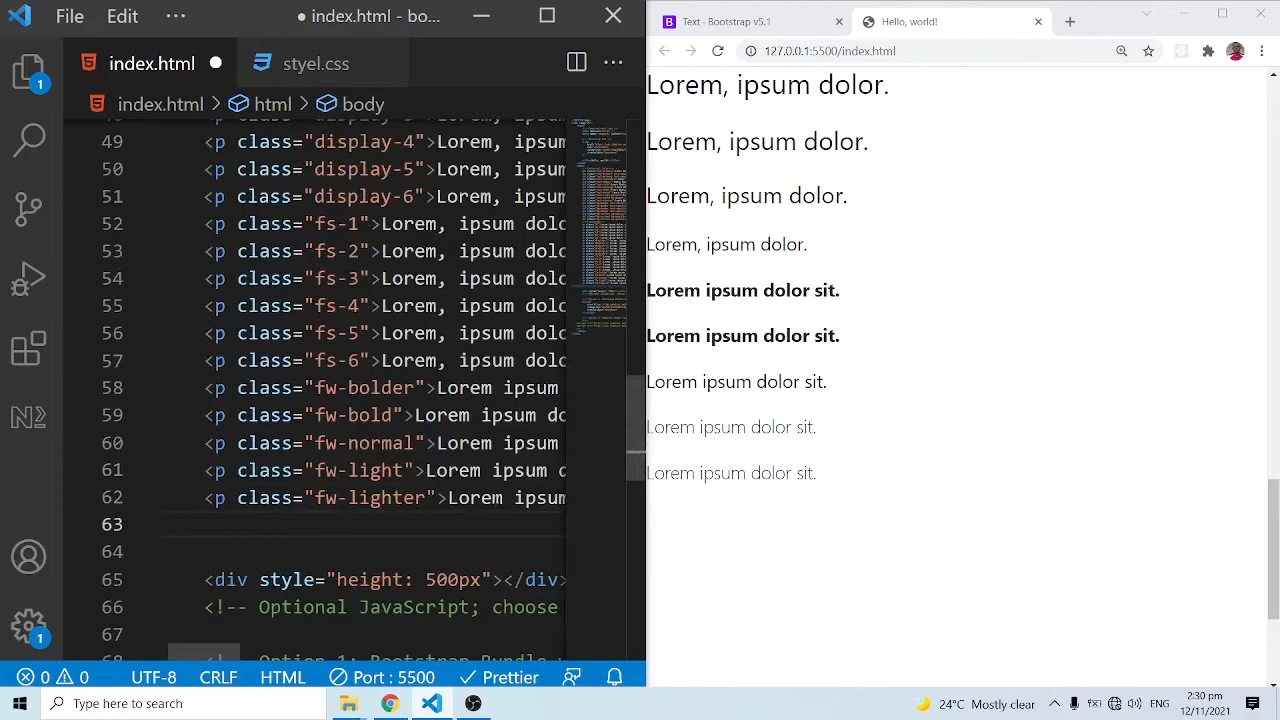 File Edit ··· ● index.html - bo...
index.html ● styel.css ···
index.html > html > body
49 <p class="display-4">Lorem, ipsum
50 <p class="display-5">Lorem, ipsum
51 <p class="display-6">Lorem, ipsum
52 <p class="fs-1">Lorem, ipsum dolo
53 <p class="fs-2">Lorem, ipsum dolo
54 <p class="fs-3">Lorem, ipsum dolo
55 <p class="fs-4">Lorem, ipsum dolo
56 <p class="fs-5">Lorem, ipsum dolo
57 <p class="fs-6">Lorem, ipsum dolo
58 <p class="fw-bolder">Lorem ipsum
59 <p class="fw-bold">Lorem ipsum do
60 <p class="fw-normal">Lorem ipsum
61 <p class="fw-light">Lorem ipsum d
62 <p class="fw-lighter">Lorem ipsum
63
64
65 <div style="height: 500px"></div>
66 <!-- Optional JavaScript; choose
67
1
1
0 0 UTF-8 CRLF HTML Port : 5500 Prettier
Text - Bootstrap v5.1 Hello, world!
127.0.0.1:5500/index.html
Lorem, ipsum dolor.
Lorem, ipsum dolor.
Lorem, ipsum dolor.
Lorem, ipsum dolor.
Lorem ipsum dolor sit.
Lorem ipsum dolor sit.
Lorem ipsum dolor sit.
Lorem ipsum dolor sit.
Lorem ipsum dolor sit.
Type here to search
24°C Mostly clear
2:30 pm
12/11/2021